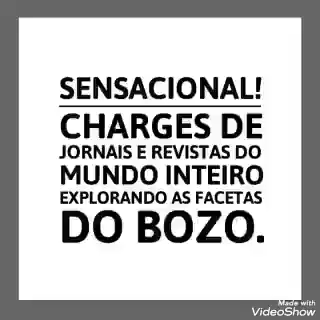 SENSACIONAL!
CHARGES DE
JORNAIS E REVISTAS DO
MUNDO INTEIRO
EXPLORANDO AS FACETAS
DO BOZO.
Made with
VideoShow